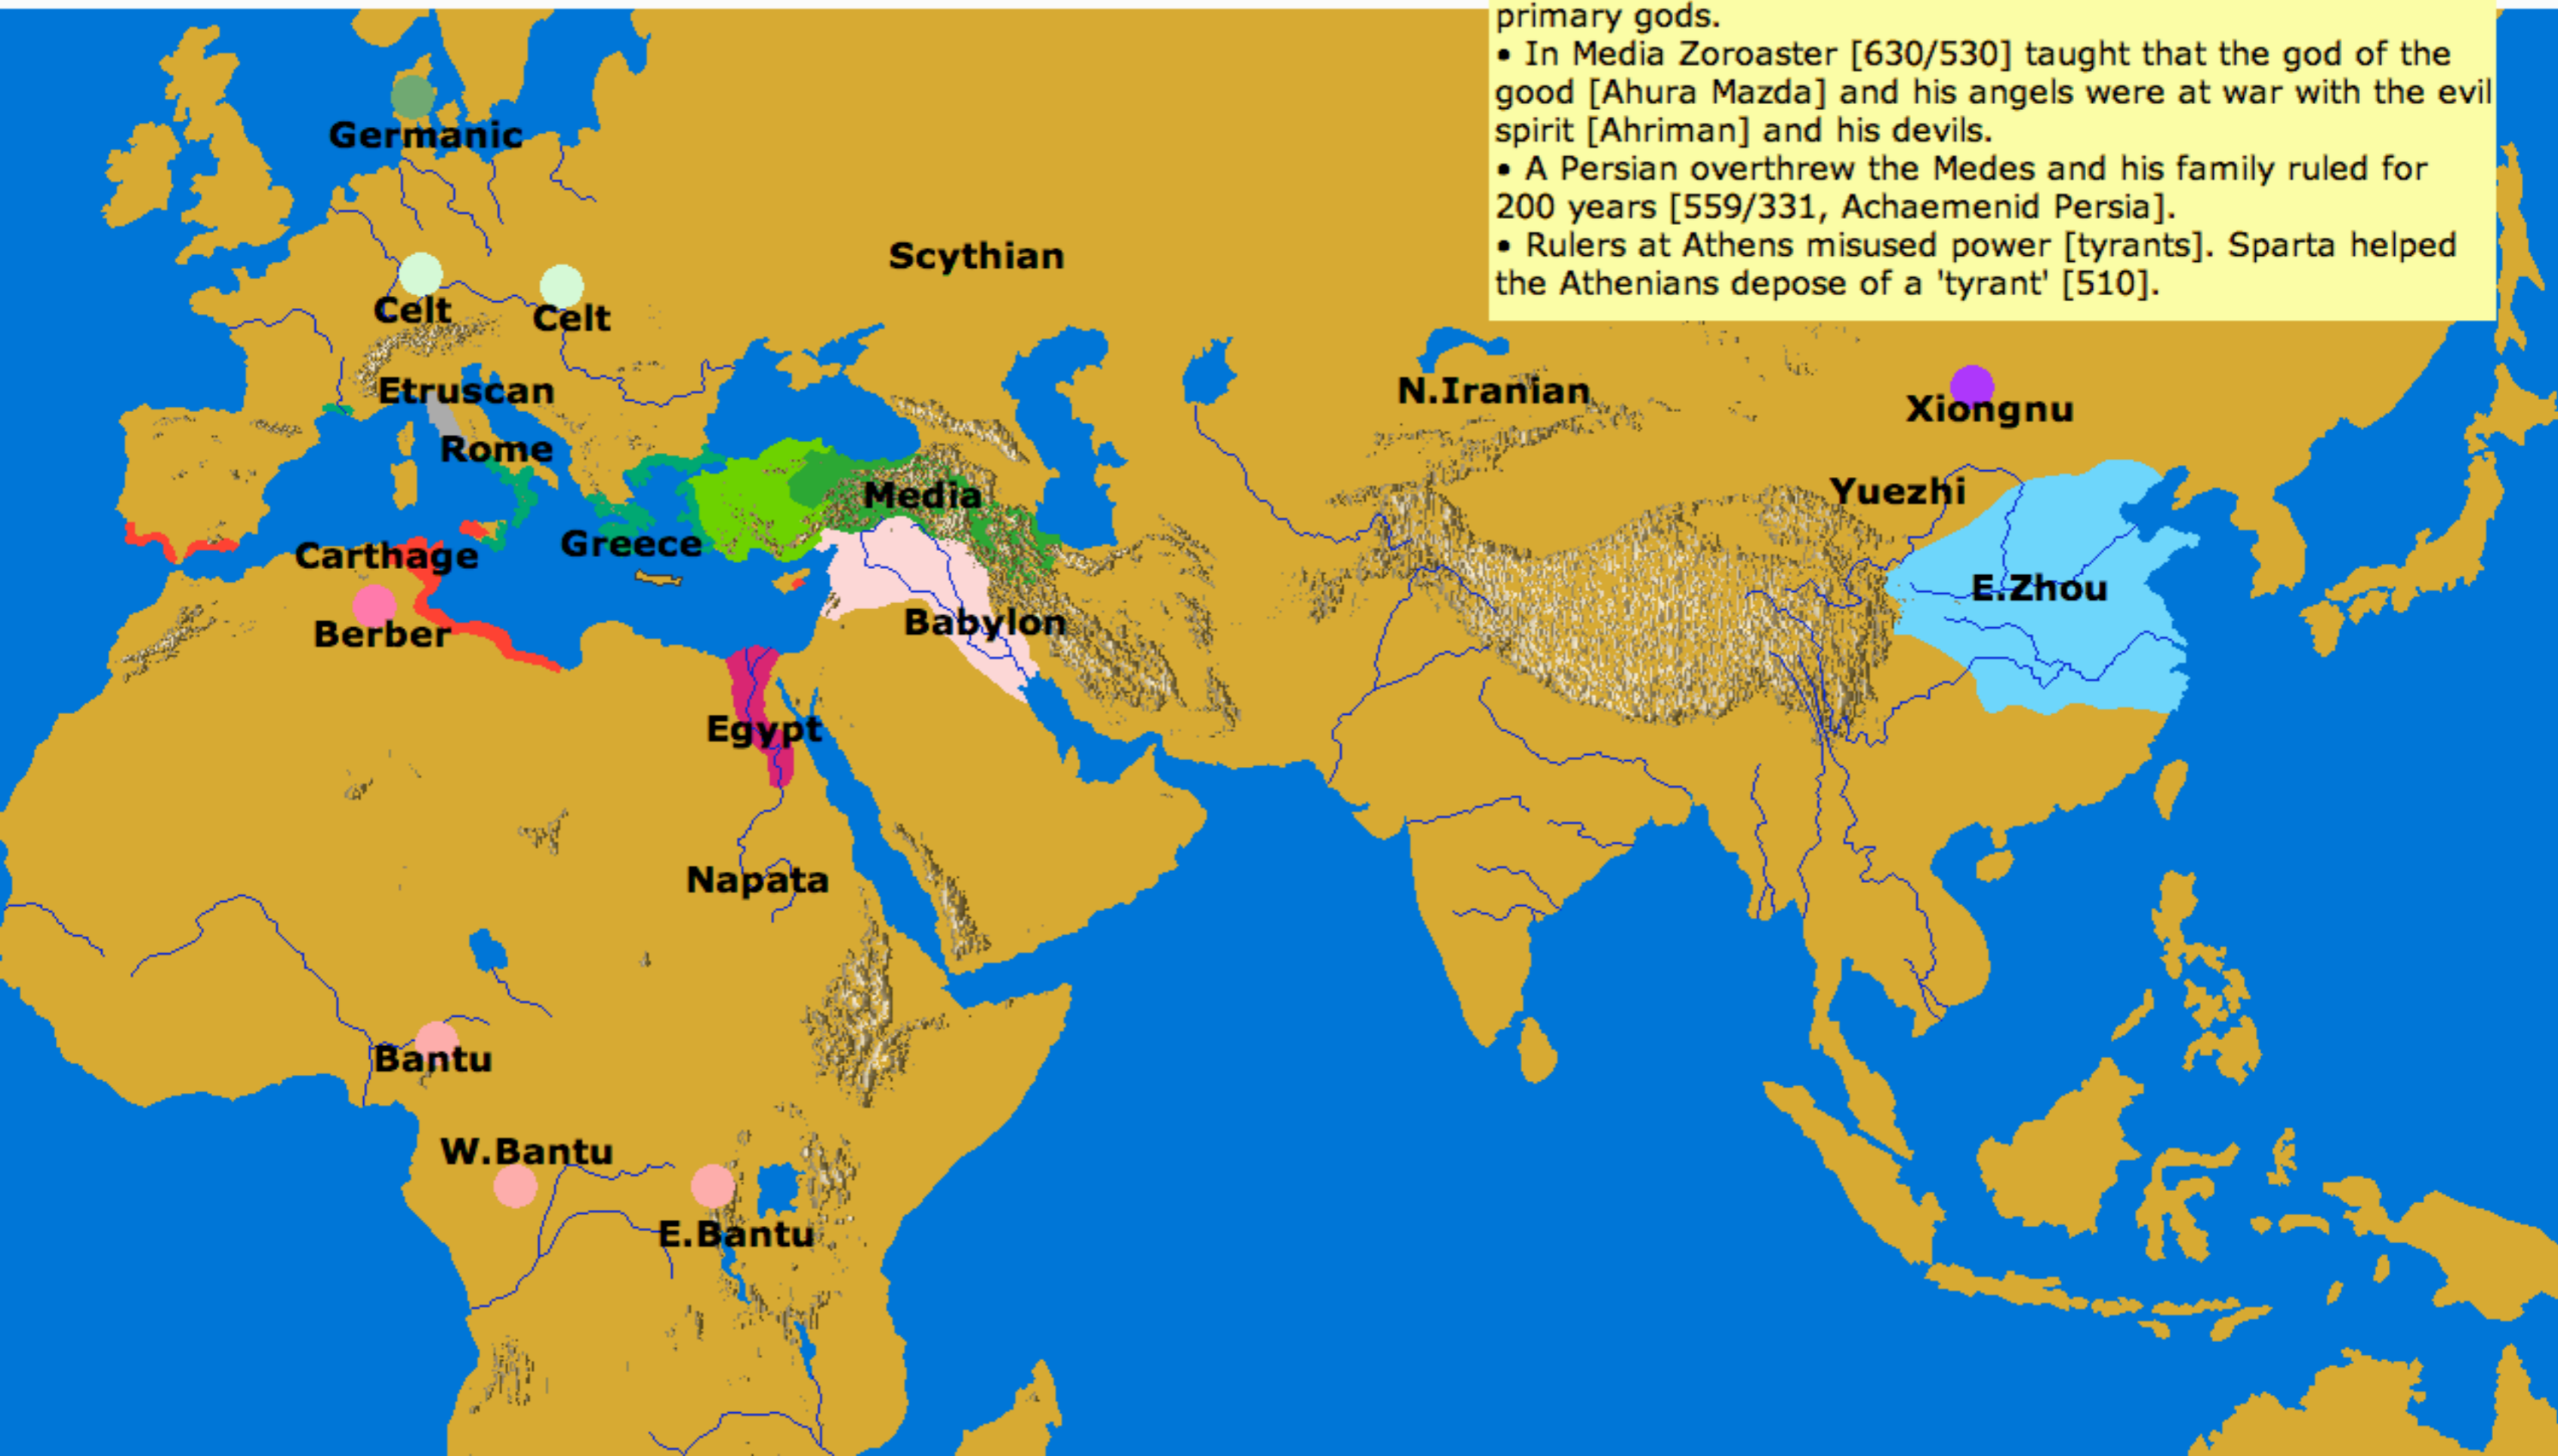 primary gods.
• In Media Zoroaster [630/530] taught that the god of the
good [Ahura Mazda] and his angels were at war with the evil
spirit [Ahriman] and his devils.
• A Persian overthrew the Medes and his family ruled for
200 years [559/331, Achaemenid Persia].
• Rulers at Athens misused power [tyrants]. Sparta helped
the Athenians depose of a 'tyrant' [510].
Germanic
Scythian
Celt
Celt
Etruscan
N.Iranian
Xiongnu
Rome
Media
Yuezhi
Greece
Carthage
E.Zhou
Babylon
Berber
Egypt
Napata
Bantu
W.Bantu
E.Bantu